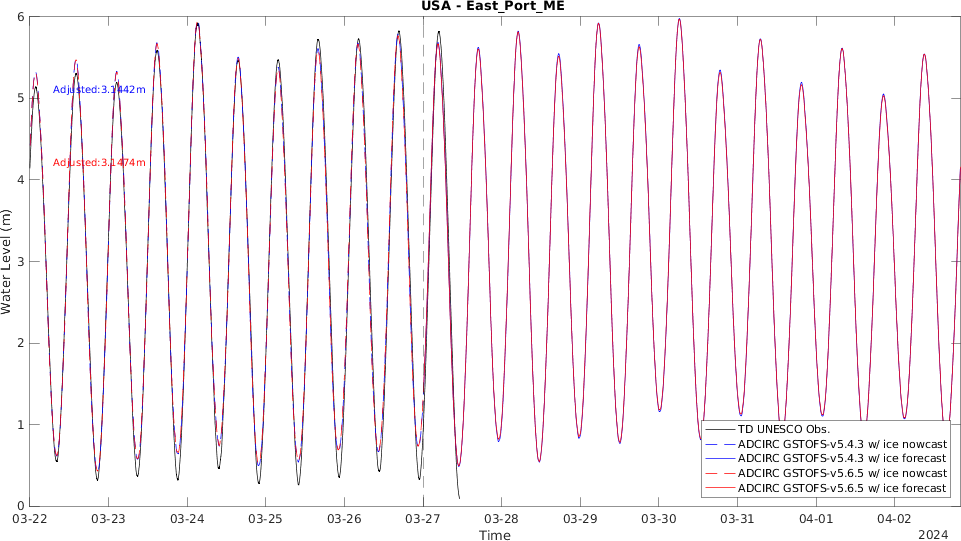 USA - East_Port_ME
6
5
4
3
2
1
0
Water Level (m)
Adjusted:3.1442m
Adjusted:3.1474m
TD UNESCO Obs.
ADCIRC GSTOFS-v5.4.3 w/ ice nowcast
ADCIRC GSTOFS-v5.4.3 w/ ice forecast
ADCIRC GSTOFS-v5.6.5 w/ ice nowcast
ADCIRC GSTOFS-v5.6.5 w/ ice forecast
03-22 03-23 03-24 03-25 03-26 03-27 03-28 03-29 03-30 03-31 04-01 04-02
Time
2024